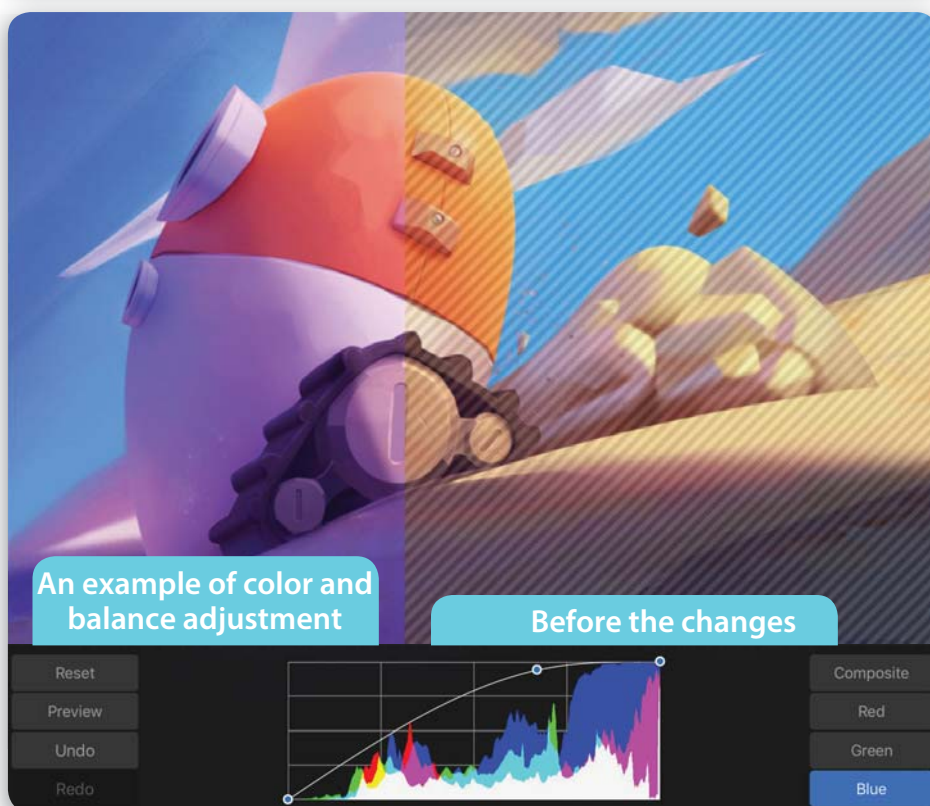 An example of color and
balance adjustment
Before the changes
Reset
Preview
Undo
Redo
Composite
Red
Green
Blue